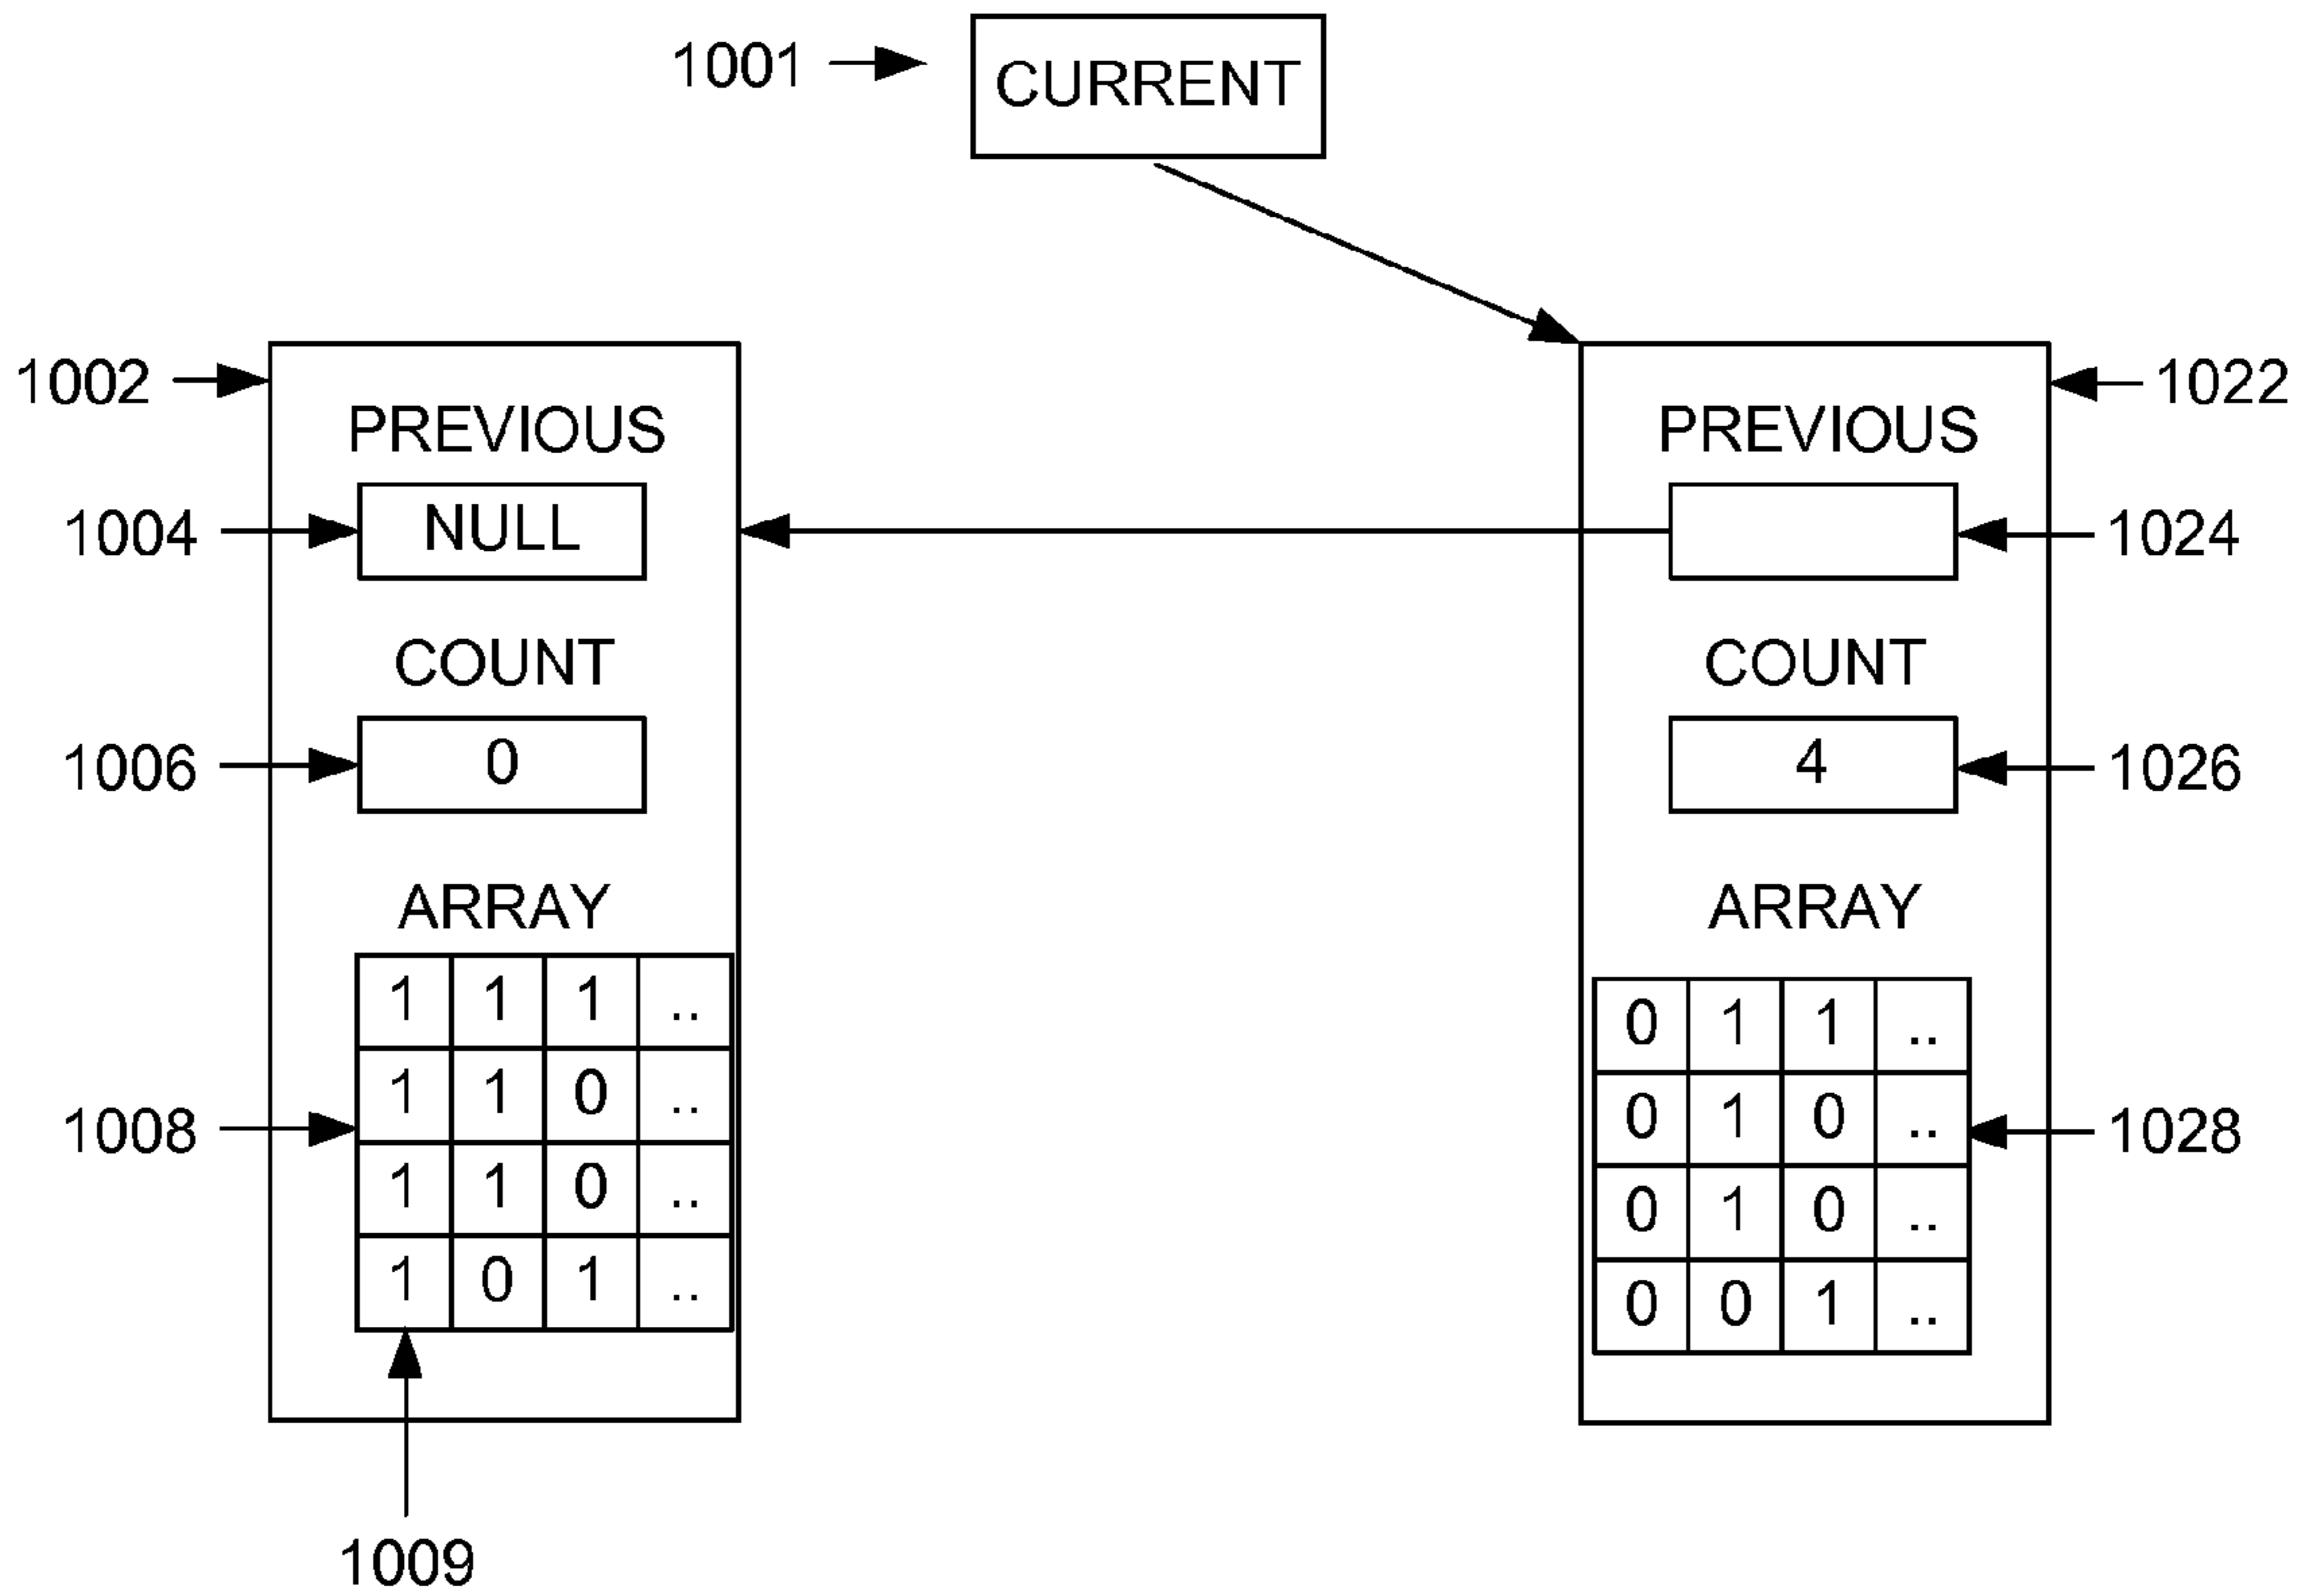 1001 CURRENT
1002 1022
PREVIOUS PREVIOUS
1004 NULL 1024
COUNT COUNT
1006 0 4 1026
ARRAY ARRAY
1 1 1 .. 0 1 1 ..
1 1 0 .. 0 1 0 ..
1008 1028
1 1 0 .. 0 1 0 ..
1 0 1 .. 0 0 1 ..
1009